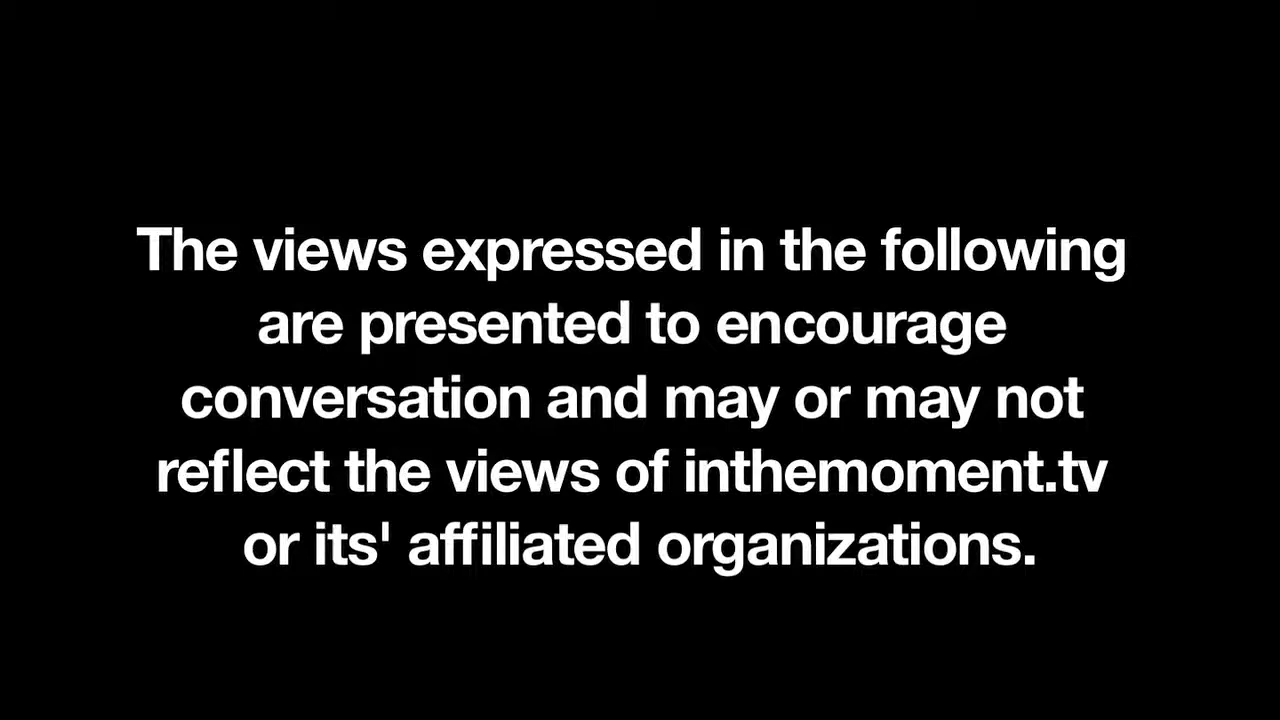 The views expressed in the following
are presented to encourage
conversation and may or may not
reflect the views of inthemoment.tv
or its' affiliated organizations.